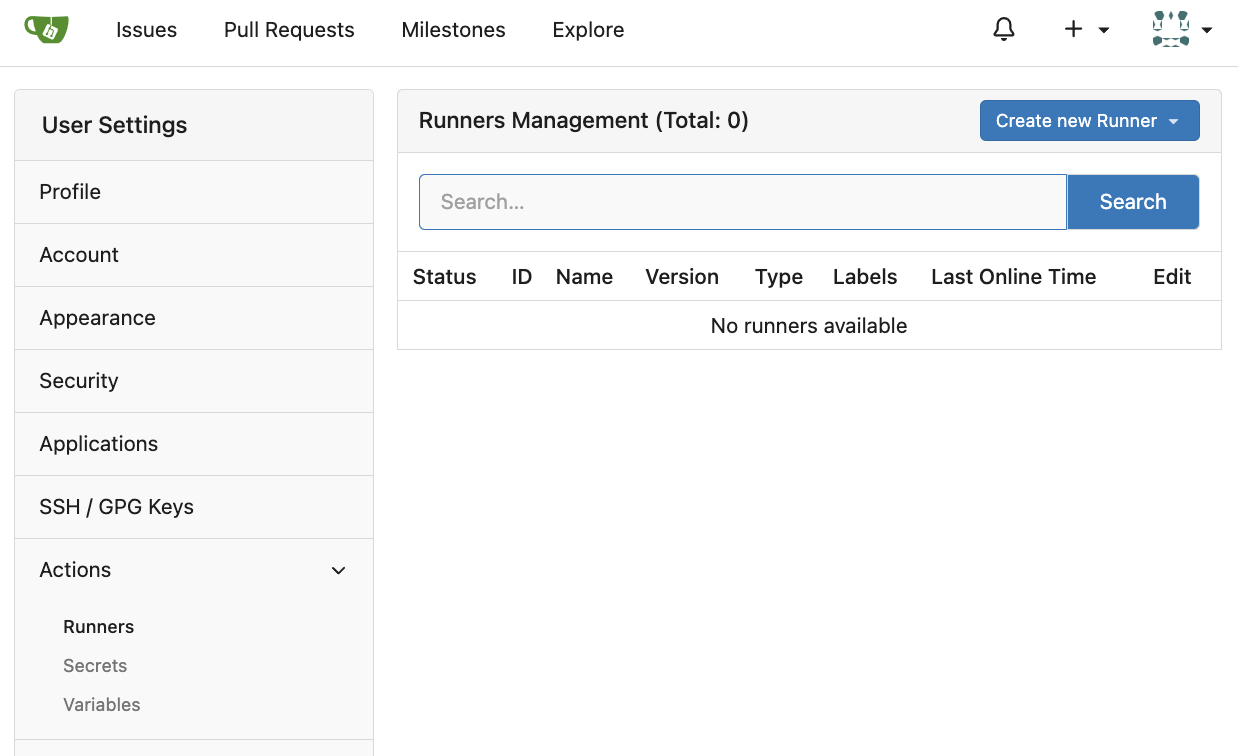 Issues Pull Requests Milestones Explore
User Settings
Profile
Account
Appearance
Security
Applications
SSH / GPG Keys
Actions
Runners
Secrets
Variables
Runners Management (Total: 0)
Create new Runner
Search...
Search
Status ID Name Version Type Labels Last Online Time Edit
No runners available